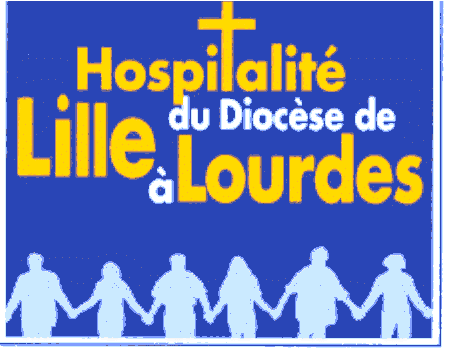 Hospitalité
du Diocèse de
Lille
à Lourdes